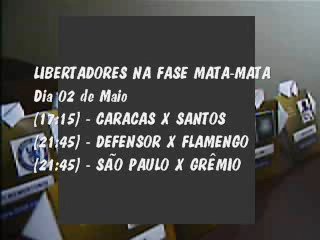 LIBERTADORES NA FASE MATA-MATA
Dia 02 de Maio
(17:15) - CARACAS X SANTOS
(21:45) - DEFENSOR X FLAMENGO
(21:45) - SÃO PAULO X GRÊMIO